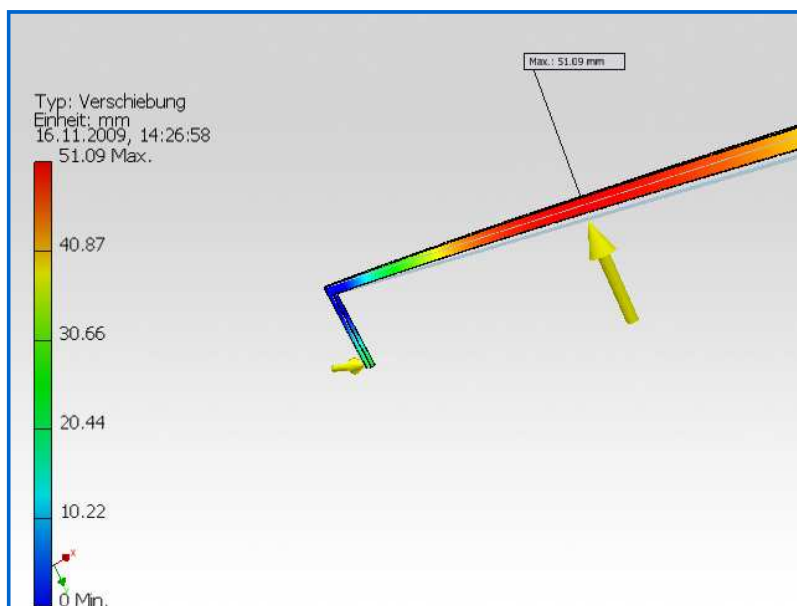 Max.: 51.09 mm
Typ: Verschiebung
Einheit: mm
16.11.2009, 14:26:58
51.09 Max.
40.87
30.66
20.44
10.22
x
0 Min.